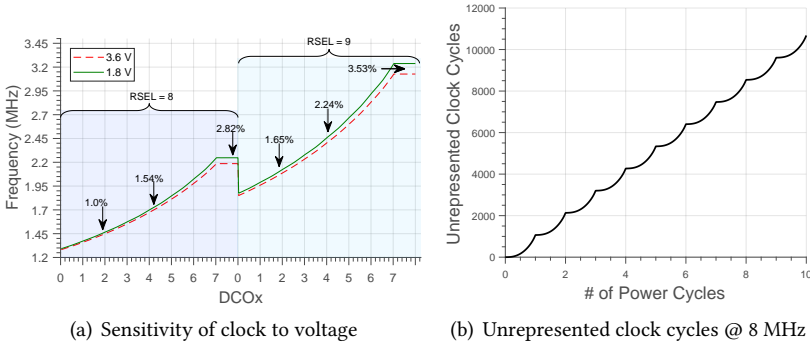 3.45
3.2
2.95
2.7
2.45
2.2
1.95
1.7
1.45
1.2
Frequency (MHz)
3.6 V
1.8 V
RSEL = 8
RSEL = 9
1.0%
1.54%
2.82%
1.65%
2.24%
3.53%
0 1 2 3 4 5 6 7 0 1 2 3 4 5 6 7
DCOx
(a) Sensitivity of clock to voltage
12000
10000
8000
6000
4000
2000
0
Unrepresented Clock Cycles
0 2 4 6 8 10
# of Power Cycles
(b) Unrepresented clock cycles @ 8 MHz